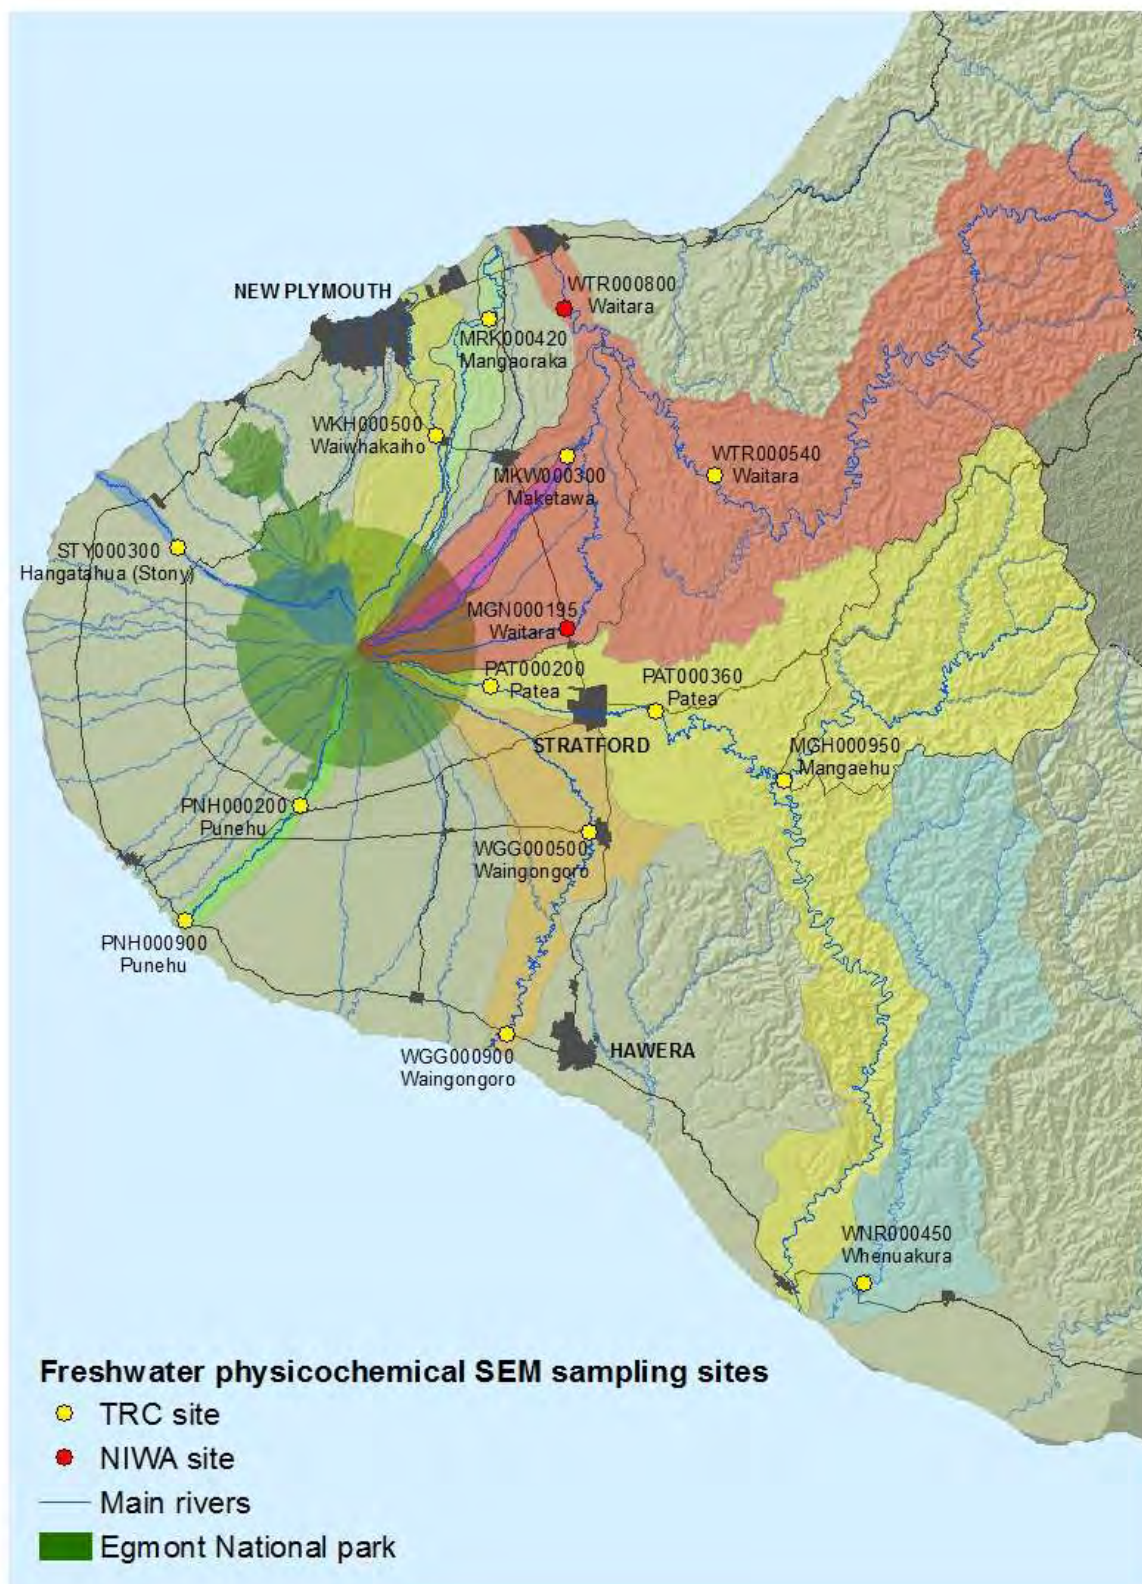 NEW PLYMOUTH
WTR000800
Waitara
MRK000420
Mangaoraka
WKH000500
Waiwhakaiho
WTR000540
Waitara
MKW000300
Maketawa
STY000300
Hangatahua (Stony)
MGN000195
Waitara
PAT000200
Patea
PAT000360
Patea
STRATFORD
MGH000950
Mangaehu
PNH000200
Punehu
WGG000500
Waingongoro
PNH000900
Punehu
WGG000900
Waingongoro
HAWERA
WNR000450
Whenuakura
Freshwater physicochemical SEM sampling sites
TRC site
NIWA site
Main rivers
Egmont National park